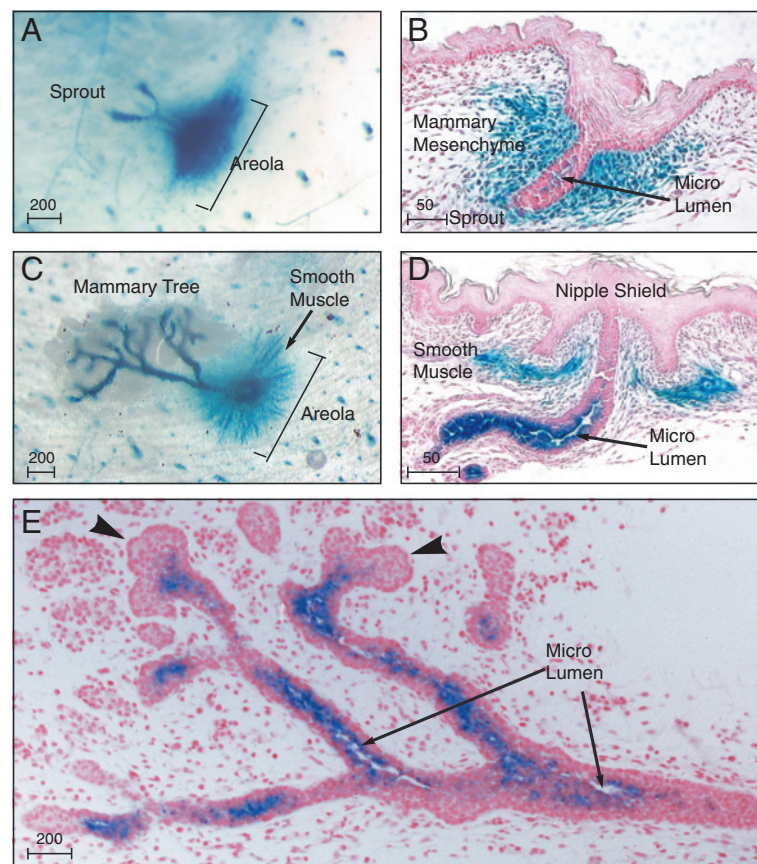 A
Sprout
Areola
200
B
Mammary
Mesenchyme
Micro
Lumen
50
Sprout
C
Mammary Tree
Smooth
Muscle
Areola
200
D
Nipple Shield
Smooth
Muscle
Micro
Lumen
50
E
Micro
Lumen
200